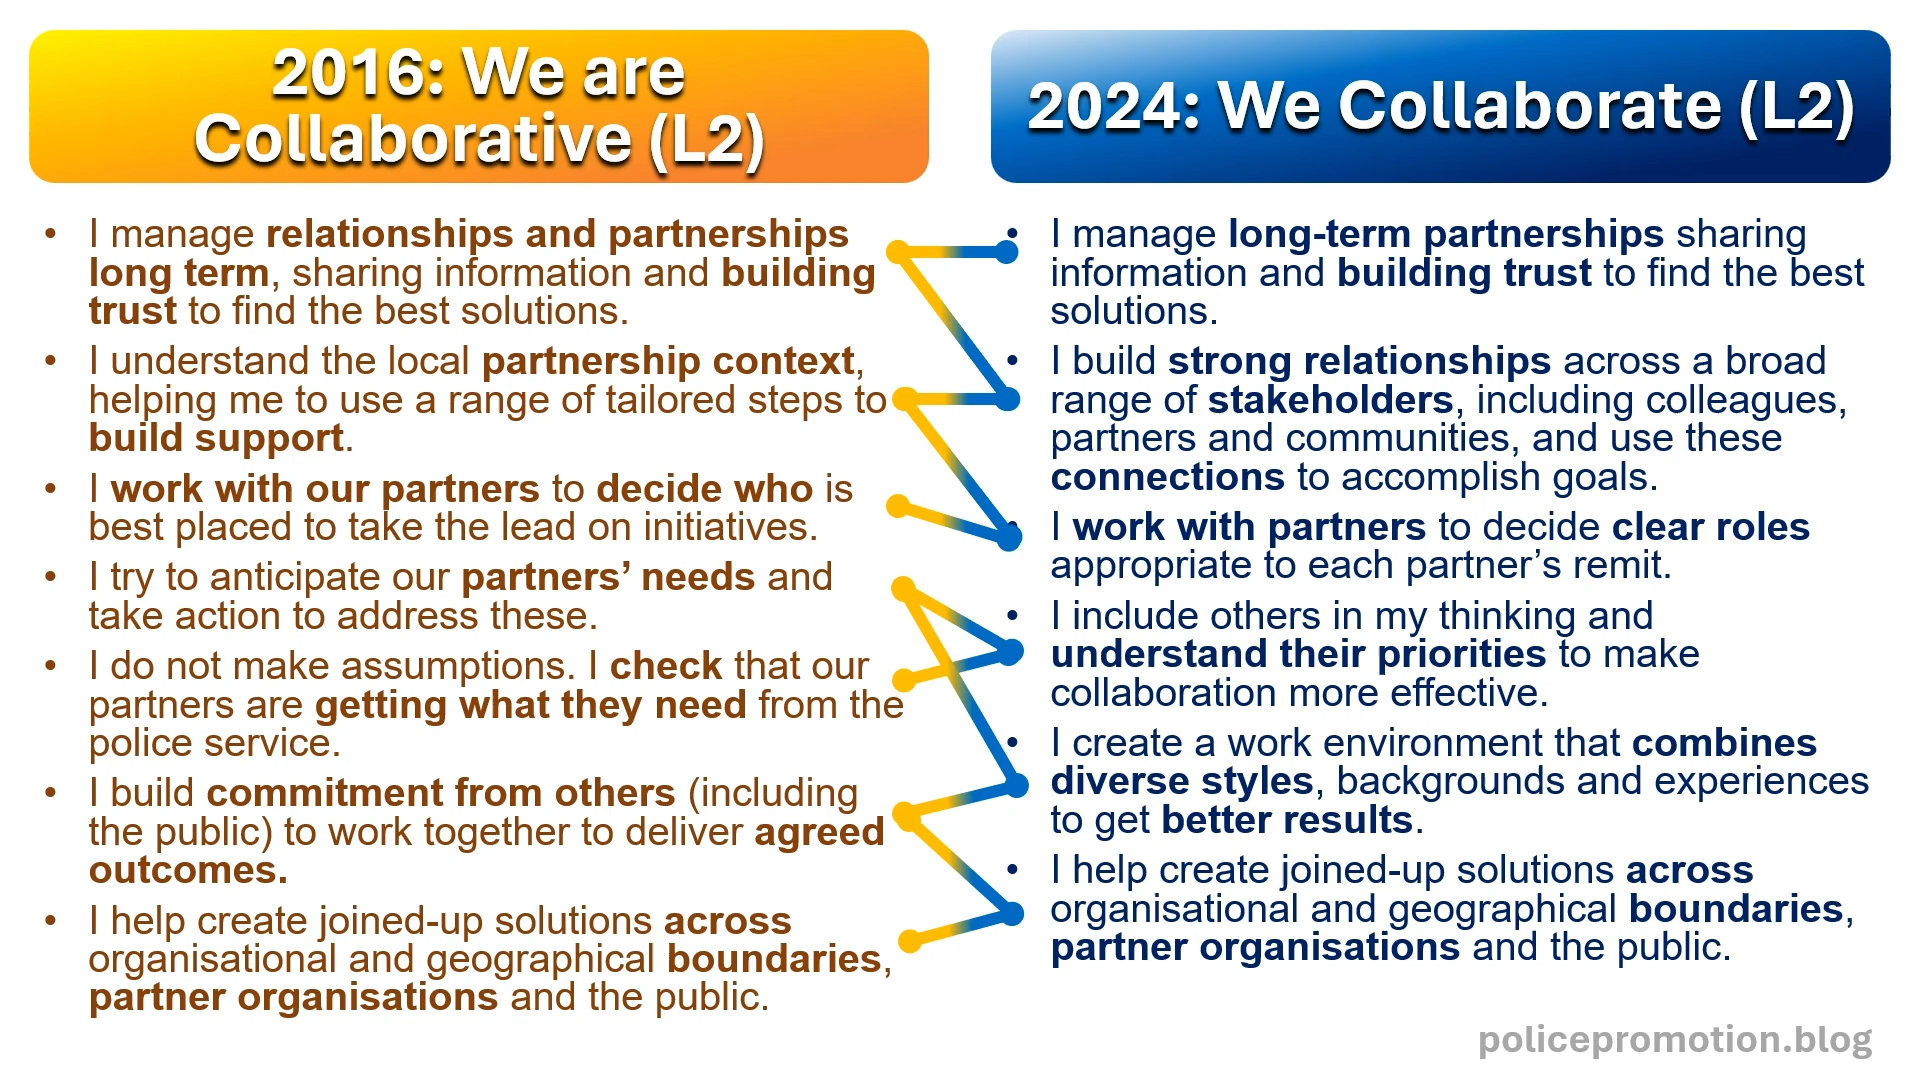 2016: We are
Collaborative (L2)
• I manage relationships and partnerships
long term, sharing information and building
trust to find the best solutions.
• I understand the local partnership context,
helping me to use a range of tailored steps to
build support.
• I work with our partners to decide who is
best placed to take the lead on initiatives.
• I try to anticipate our partners’ needs and
take action to address these.
• I do not make assumptions. I check that our
partners are getting what they need from the
police service.
• I build commitment from others (including
the public) to work together to deliver agreed
outcomes.
• I help create joined-up solutions across
organisational and geographical boundaries,
partner organisations and the public.
2024: We Collaborate (L2)
• I manage long-term partnerships sharing
information and building trust to find the best
solutions.
• I build strong relationships across a broad
range of stakeholders, including colleagues,
partners and communities, and use these
connections to accomplish goals.
• I work with partners to decide clear roles
appropriate to each partner’s remit.
• I include others in my thinking and
understand their priorities to make
collaboration more effective.
• I create a work environment that combines
diverse styles, backgrounds and experiences
to get better results.
• I help create joined-up solutions across
organisational and geographical boundaries,
partner organisations and the public.
policepromotion.blog